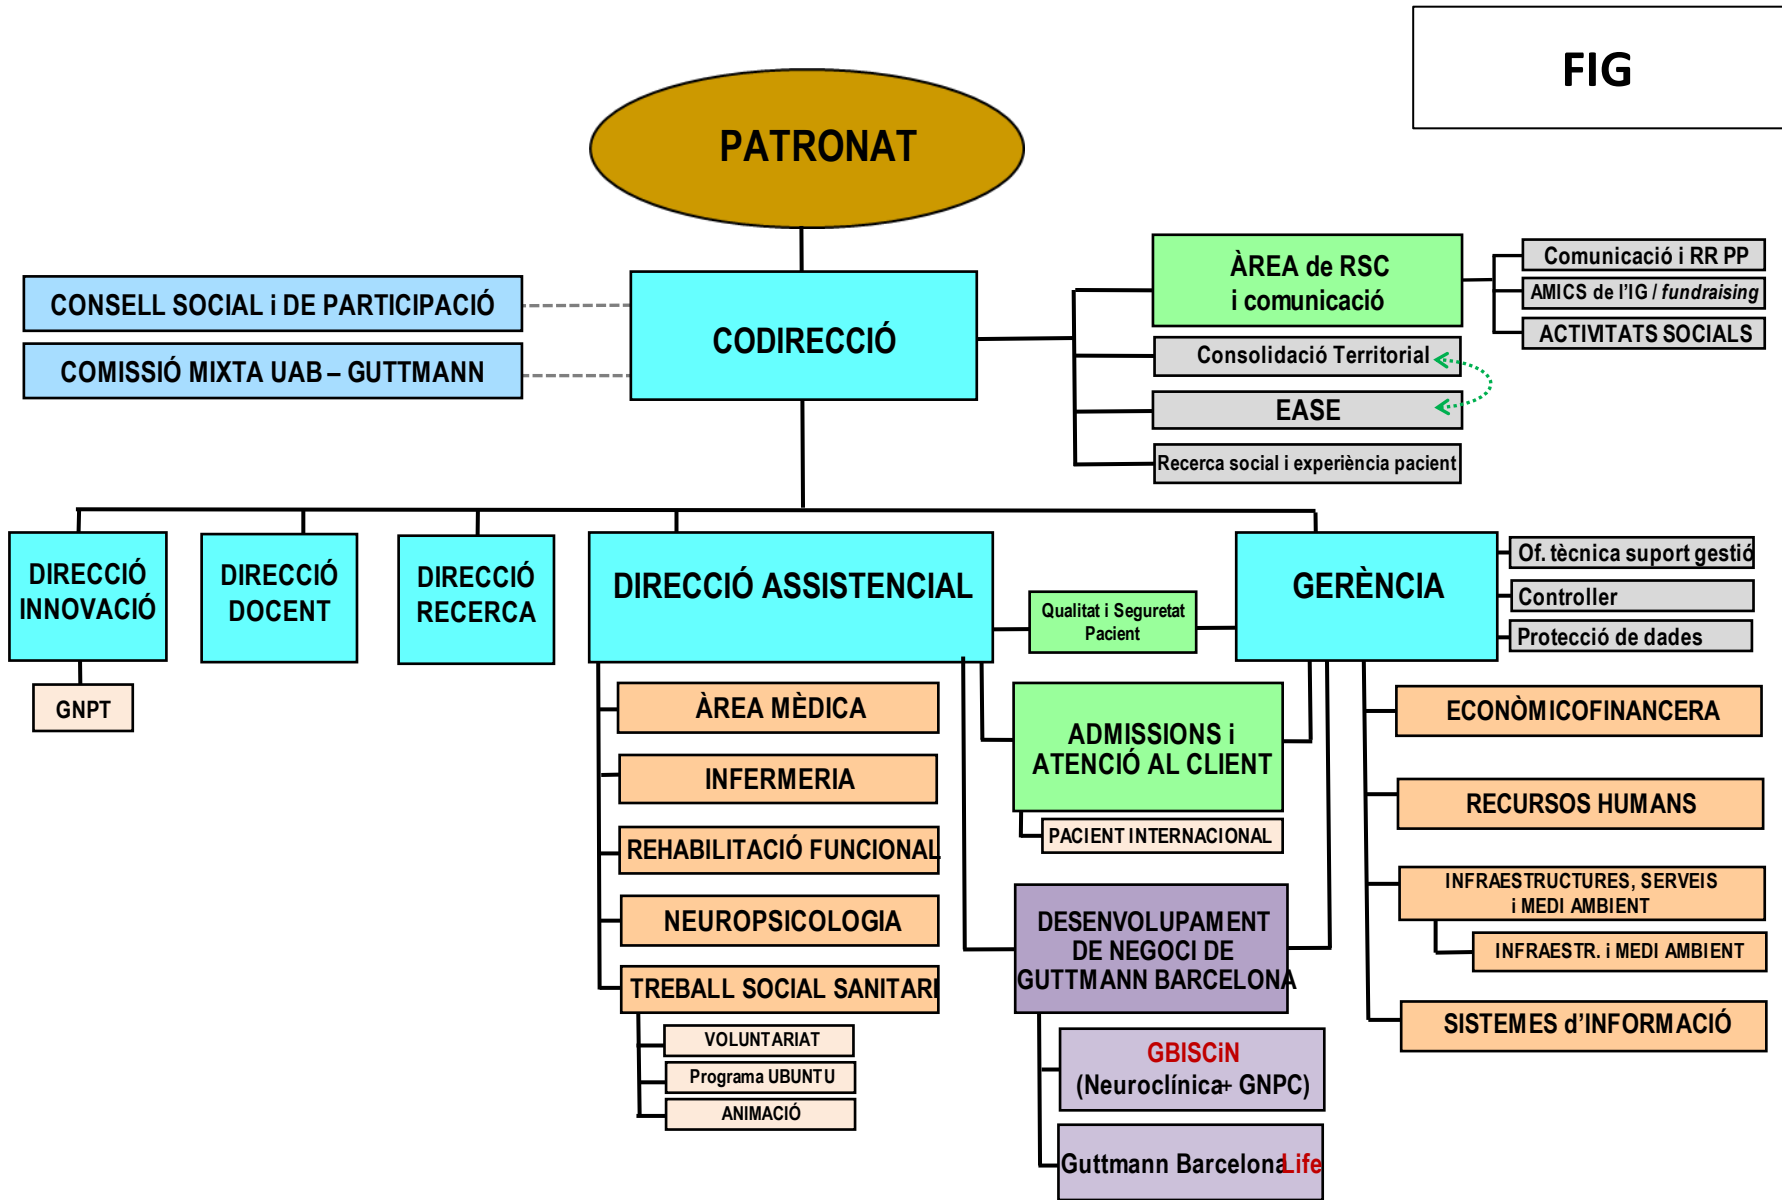 FIG
PATRONAT
CONSELL SOCIAL i DE PARTICIPACIÓ
COMISSIÓ MIXTA UAB – GUTTMANN
CODIRECCIÓ
ÀREA de RSC
i comunicació
Comunicació i RR PP
AMICS de l’IG / fundraising
ACTIVITATS SOCIALS
Consolidació Territorial
EASE
Recerca social i experiència pacient
DIRECCIÓ
INNOVACIÓ
GNPT
DIRECCIÓ
DOCENT
DIRECCIÓ
RECERCA
DIRECCIÓ ASSISTENCIAL
Qualitat i Seguretat
Pacient
GERÈNCIA
Of. tècnica suport gestió
Controller
Protecció de dades
ÀREA MÈDICA
INFERMERIA
REHABILITACIÓ FUNCIONAL
NEUROPSICOLOGIA
TREBALL SOCIAL SANITARI
VOLUNTARIAT
Programa UBUNTU
ANIMACIÓ
ADMISSIONS i
ATENCIÓ AL CLIENT
PACIENT INTERNACIONAL
DESENVOLUPAMENT
DE NEGOCI DE
GUTTMANN BARCELONA
GBISCiN
(Neuroclínica+ GNPC)
Guttmann Barcelona Life
ECONÒMICOFINANCERA
RECURSOS HUMANS
INFRAESTRUCTURES, SERVEIS
i MEDI AMBIENT
INFRAESTR. i MEDI AMBIENT
SISTEMES d’INFORMACIÓ